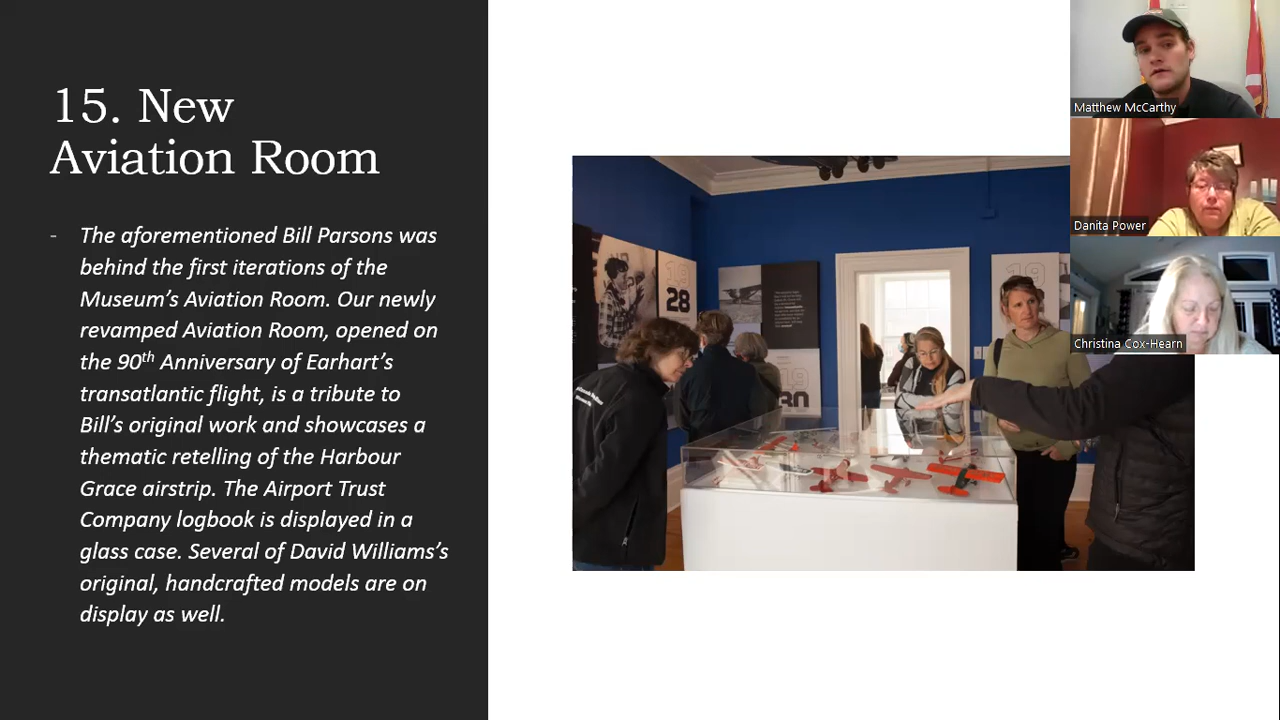 15. New
Aviation Room
- The aforementioned Bill Parsons was
behind the first iterations of the
Museum’s Aviation Room. Our newly
revamped Aviation Room, opened on
the 90th Anniversary of Earhart’s
transatlantic flight, is a tribute to
Bill’s original work and showcases a
thematic retelling of the Harbour
Grace airstrip. The Airport Trust
Company logbook is displayed in a
glass case. Several of David Williams’s
original, handcrafted models are on
display as well.
19
28
19
19
Matthew McCarthy
Danita Power
Christina Cox-Hearn